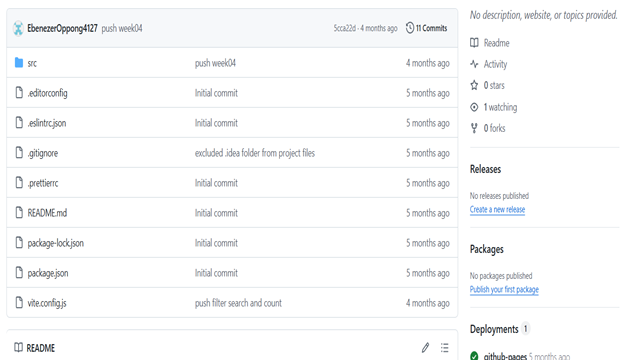 EbenezerOppong4127 push week04 5cca22d · 4 months ago 11 Commits
src push week04 4 months ago
.editorconfig Initial commit 5 months ago
.eslintrc.json Initial commit 5 months ago
.gitignore excluded .idea folder from project files 5 months ago
.prettierrc Initial commit 5 months ago
README.md Initial commit 5 months ago
package-lock.json Initial commit 5 months ago
package.json Initial commit 5 months ago
vite.config.js push filter search and count 4 months ago
README
No description, website, or topics provided.
Readme
Activity
0 stars
1 watching
0 forks
Releases
No releases published
Create a new release
Packages
No packages published
Publish your first package
Deployments 1
github-pages 5 months ago